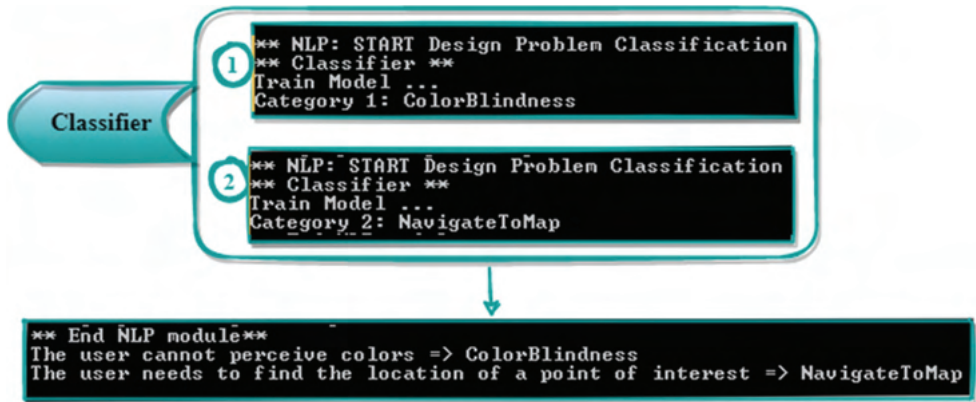 Classifier
1
** NLP: START Design Problem Classification
** Classifier **
Train Model ...
Category 1: ColorBlindness
2
** NLP: START Design Problem Classification
** Classifier **
Train Model ...
Category 2: NavigateToMap
** End NLP module**
The user cannot perceive colors => ColorBlindness
The user needs to find the location of a point of interest => NavigateToMap